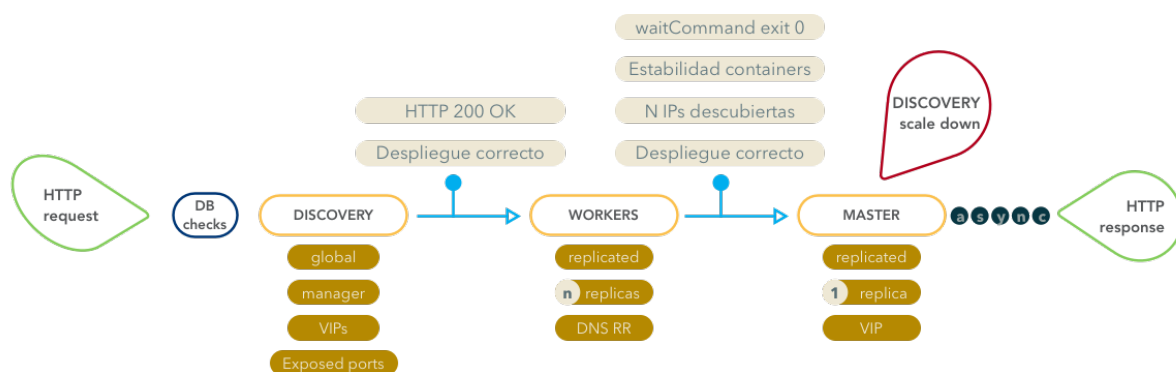 waitCommand exit 0
Estabilidad containers
HTTP 200 OK
N IPs descubiertas
DISCOVERY
scale down
Despliegue correcto
Despliegue correcto
HTTP
request
DB
checks
DISCOVERY
WORKERS
MASTER
async
HTTP
response
global
manager
VIPs
Exposed ports
replicated
n replicas
DNS RR
replicated
1 replica
VIP